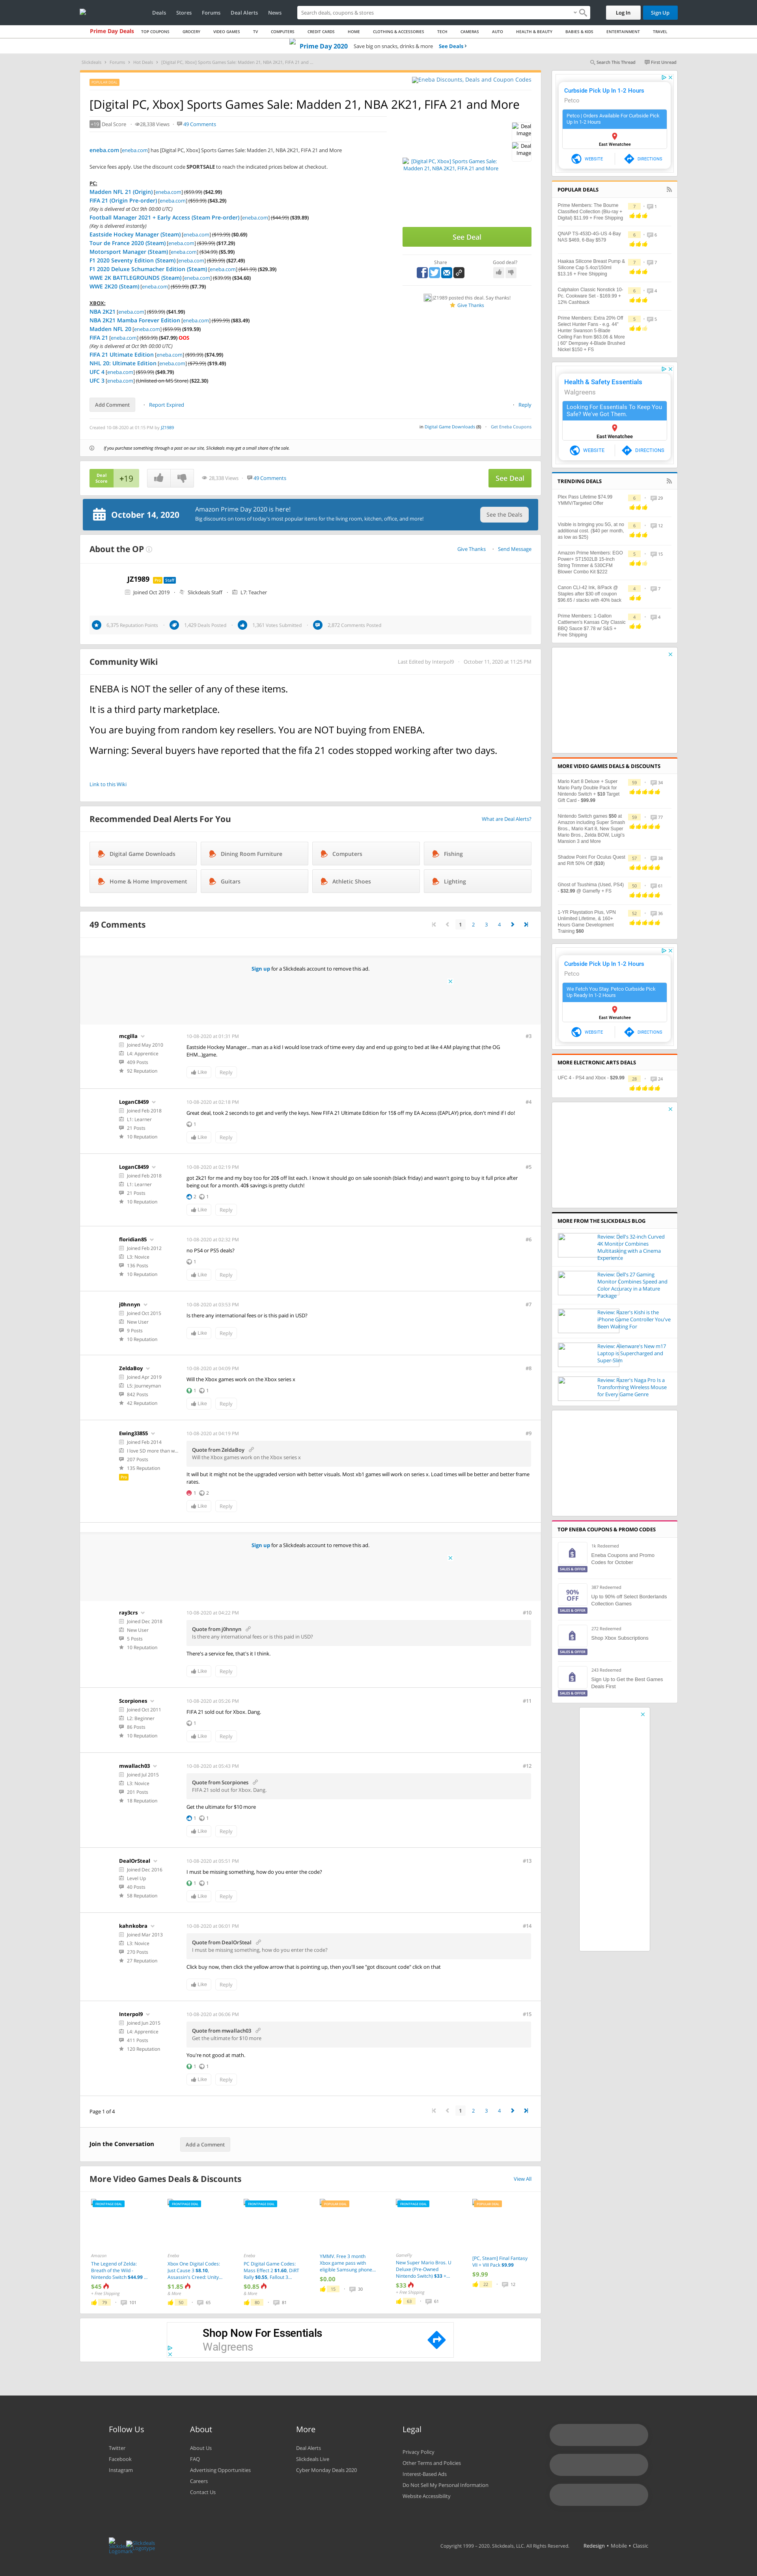 Deals Stores Forums Deal Alerts News
Search deals, coupons & stores
Log In Sign Up
Prime Day Deals TOP COUPONS GROCERY VIDEO GAMES TV COMPUTERS CREDIT CARDS HOME CLOTHING & ACCESSORIES TECH CAMERAS AUTO HEALTH & BEAUTY BABIES & KIDS ENTERTAINMENT TRAVEL
Prime Day 2020 Save big on snacks, drinks & more See Deals
Slickdeals Forums Hot Deals [Digital PC, Xbox] Sports Games Sale: Madden 21, NBA 2K21, FIFA 21 and ...
Search This Thread First Unread
Eneba Discounts, Deals and Coupon Codes
[Digital PC, Xbox] Sports Games Sale: Madden 21, NBA 2K21, FIFA 21 and More
+19 Deal Score 28,338 Views 49 Comments
eneba.com [eneba.com] has [Digital PC, Xbox] Sports Games Sale: Madden 21, NBA 2K21, FIFA 21 and More
Service fees apply. Use the discount code SPORTSALE to reach the indicated prices below at checkout.
PC:
Madden NFL 21 (Origin) [eneba.com] ($59.99) ($42.99)
FIFA 21 (Origin Pre-order) [eneba.com] ($59.99) ($43.29)
(Key is delivered at Oct 9th 00:00 UTC)
Football Manager 2021 + Early Access (Steam Pre-order) [eneba.com] ($44.99) ($39.89)
(Key is delivered instantly)
Eastside Hockey Manager (Steam) [eneba.com] ($19.99) ($0.69)
Tour de France 2020 (Steam) [eneba.com] ($39.99) ($17.29)
Motorsport Manager (Steam) [eneba.com] ($34.99) ($5.99)
F1 2020 Seventy Edition (Steam) [eneba.com] ($39.99) ($27.49)
F1 2020 Deluxe Schumacher Edition (Steam) [eneba.com] ($41.99) ($29.39)
WWE 2K BATTLEGROUNDS (Steam) [eneba.com] ($39.99) ($34.60)
WWE 2K20 (Steam) [eneba.com] ($59.99) ($7.79)
XBOX:
NBA 2K21 [eneba.com] ($59.99) ($41.99)
NBA 2K21 Mamba Forever Edition [eneba.com] ($99.99) ($83.49)
Madden NFL 20 [eneba.com] ($59.99) ($19.59)
FIFA 21 [eneba.com] ($59.99) ($47.99) OOS
(Key is delivered at Oct 9th 00:00 UTC)
FIFA 21 Ultimate Edition [eneba.com] ($99.99) ($74.99)
NHL 20: Ultimate Edition [eneba.com] ($79.99) ($19.49)
UFC 4 [eneba.com] ($59.99) ($49.79)
UFC 3 [eneba.com] (Unlisted on MS Store) ($22.30)
Deal Image
Deal Image
[Digital PC, Xbox] Sports Games Sale: Madden 21, NBA 2K21, FIFA 21 and More
See Deal
Share Good deal?
JZ1989 posted this deal. Say thanks!
Give Thanks
Add Comment Report Expired Reply
Created 10-08-2020 at 01:15 PM by JZ1989
Digital Game Downloads (8) Get Eneba Coupons
If you purchase something through a post on our site, Slickdeals may get a small share of the sale.
Deal Score +19 28,338 Views 49 Comments See Deal
October 14, 2020
Amazon Prime Day 2020 is here!
Big discounts on tons of today's most popular items for the living room, kitchen, office, and more!
See the Deals
About the OP Give Thanks Send Message
JZ1989 Pro Staff
Joined Oct 2019 Slickdeals Staff L7: Teacher
6,375 Reputation Points 1,429 Deals Posted 1,361 Votes Submitted 2,872 Comments Posted
Community Wiki Last Edited by interpol9 October 11, 2020 at 11:25 PM
ENEBA is NOT the seller of any of these items.
It is a third party marketplace.
You are buying from random key resellers. You are NOT buying from ENEBA.
Warning: Several buyers have reported that the fifa 21 codes stopped working after two days.
Link to this Wiki
Recommended Deal Alerts For You What are Deal Alerts?
Digital Game Downloads Dining Room Furniture Computers Fishing
Home & Home Improvement Guitars Athletic Shoes Lighting
49 Comments 1 2 3 4
Sign up for a Slickdeals account to remove this ad.
mcgilla
Joined May 2010
L4: Apprentice
409 Posts
92 Reputation
10-08-2020 at 01:31 PM #3
Eastside Hockey Manager... man as a kid I would lose track of time every day and end up going to bed at like 4 AM playing that (the OG EHM...)game.
Like Reply
LoganC8459
Joined Feb 2018
L1: Learner
21 Posts
10 Reputation
10-08-2020 at 02:18 PM #4
Great deal, took 2 seconds to get and verify the keys. New FIFA 21 Ultimate Edition for 15$ off my EA Access (EAPLAY) price, don't mind if I do!
1
Like Reply
LoganC8459
Joined Feb 2018
L1: Learner
21 Posts
10 Reputation
10-08-2020 at 02:19 PM #5
got 2k21 for me and my boy too for 20$ off list each. I know it should go on sale soonish (black friday) and wasn't going to buy it full price after being out for a month. 40$ savings is pretty clutch!
2 1
Like Reply
floridian85
Joined Feb 2012
L3: Novice
136 Posts
10 Reputation
10-08-2020 at 02:32 PM #6
no PS4 or PS5 deals?
1
Like Reply
j0hnnyn
Joined Oct 2015
New User
9 Posts
10 Reputation
10-08-2020 at 03:53 PM #7
Is there any international fees or is this paid in USD?
Like Reply
ZeldaBoy
Joined Apr 2019
L5: Journeyman
842 Posts
42 Reputation
10-08-2020 at 04:09 PM #8
Will the Xbox games work on the Xbox series x
1 1
Like Reply
Ewing33855
Joined Feb 2014
I love SD more than w...
207 Posts
135 Reputation
Pro
10-08-2020 at 04:19 PM #9
Quote from ZeldaBoy
Will the Xbox games work on the Xbox series x
It will but it might not be the upgraded version with better visuals. Most xb1 games will work on series x. Load times will be better and better frame rates.
1 2
Like Reply
Sign up for a Slickdeals account to remove this ad.
ray3crs
Joined Dec 2018
New User
5 Posts
10 Reputation
10-08-2020 at 04:22 PM #10
Quote from j0hnnyn
Is there any international fees or is this paid in USD?
There's a service fee, that's it I think.
Like Reply
Scorpiones
Joined Oct 2011
L2: Beginner
86 Posts
10 Reputation
10-08-2020 at 05:26 PM #11
FIFA 21 sold out for Xbox. Dang.
1
Like Reply
mwallach03
Joined Jul 2015
L3: Novice
201 Posts
18 Reputation
10-08-2020 at 05:43 PM #12
Quote from Scorpiones
FIFA 21 sold out for Xbox. Dang.
Get the ultimate for $10 more
1 1
Like Reply
DealOrSteal
Joined Dec 2016
Level Up
40 Posts
58 Reputation
10-08-2020 at 05:51 PM #13
I must be missing something, how do you enter the code?
1 1
Like Reply
kahnkobra
Joined Mar 2013
L3: Novice
270 Posts
27 Reputation
10-08-2020 at 06:01 PM #14
Quote from DealOrSteal
I must be missing something, how do you enter the code?
Click buy now, then click the yellow arrow that is pointing up, then you'll see "got discount code" click on that
Like Reply
interpol9
Joined Jun 2015
L4: Apprentice
411 Posts
120 Reputation
10-08-2020 at 06:06 PM #15
Quote from mwallach03
Get the ultimate for $10 more
You're not good at math.
1 1
Like Reply
Page 1 of 4 1 2 3 4
Join the Conversation Add a Comment
More Video Games Deals & Discounts View All
Amazon
The Legend of Zelda: Breath of the Wild - Nintendo Switch $44.99 ...
$45
+ Free Shipping
79 101
Eneba
Xbox One Digital Codes: Just Cause 3 $8.10, Assassin's Creed: Unity...
$1.85
& More
50 65
Eneba
PC Digital Game Codes: Mass Effect 2 $1.60, DiRT Rally $0.55, Fallout 3...
$0.85
& More
80 81
YMMV. Free 3 month Xbox game pass with eligible Samsung phone...
$0.00
15 30
Gamefly
New Super Mario Bros. U Deluxe (Pre-Owned Nintendo Switch) $33 + ...
$33
+ Free Shipping
63 61
[PC, Steam] Final Fantasy VII + VIII Pack $9.99
$9.99
22 12
Shop Now For Essentials
Walgreens
Curbside Pick Up In 1-2 Hours
Petco
Petco | Orders Available For Curbside Pick Up In 1-2 Hours
East Wenatchee
WEBSITE DIRECTIONS
POPULAR DEALS
Prime Members: The Bourne Classified Collection (Blu-ray + Digital) $11.99 + Free Shipping 7 1
QNAP TS-453D-4G-US 4-Bay NAS $469, 6-Bay $579 6 6
Haakaa Silicone Breast Pump & Silicone Cap 5.4oz/150ml $13.18 + Free Shipping 7 7
Calphalon Classic Nonstick 10-Pc. Cookware Set - $169.99 + 12% Cashback 6 4
Prime Members: Extra 20% Off Select Hunter Fans - e.g. 44" Hunter Swanson 5-Blade Ceiling Fan from $63.06 & More | 60" Dempsey 4-Blade Brushed Nickel $150 + FS 5 5
Health & Safety Essentials
Walgreens
Looking For Essentials To Keep You Safe? We've Got Them.
East Wenatchee
WEBSITE DIRECTIONS
TRENDING DEALS
Plex Pass Lifetime $74.99 YMMV/Targeted Offer 6 29
Visible is bringing you 5G, at no additional cost. ($40 per month, as low as $25) 6 12
Amazon Prime Members: EGO Power+ ST1502LB 15-Inch String Trimmer & 530CFM Blower Combo Kit $222 5 15
Canon CLI-42 Ink, 8/Pack @ Staples after $30 off coupon $96.65 / stacks with 40% back 4 7
Prime Members: 1-Gallon Cattlemen's Kansas City Classic BBQ Sauce $7.79 w/ S&S + Free Shipping 4 4
MORE VIDEO GAMES DEALS & DISCOUNTS
Mario Kart 8 Deluxe + Super Mario Party Double Pack for Nintendo Switch + $10 Target Gift Card - $99.99 59 34
Nintendo Switch games $50 at Amazon including Super Smash Bros., Mario Kart 8, New Super Mario Bros., Zelda BOW, Luigi's Mansion 3 and More 59 77
Shadow Point For Oculus Quest and Rift 50% Off ($10) 57 38
Ghost of Tsushima (Used, PS4) - $32.99 @ Gamefly + FS 50 61
1-YR Playstation Plus, VPN Unlimited Lifetime, & 160+ Hours Game Development Training $60 52 36
Curbside Pick Up In 1-2 Hours
Petco
We Fetch You Stay. Petco Curbside Pick Up Ready In 1-2 Hours
East Wenatchee
WEBSITE DIRECTIONS
MORE ELECTRONIC ARTS DEALS
UFC 4 - PS4 and Xbox - $29.99 28 24
MORE FROM THE SLICKDEALS BLOG
Review: Dell's 32-inch Curved 4K Monitor Combines Multitasking with a Cinema Experience
Review: Dell's 27 Gaming Monitor Combines Speed and Color Accuracy in a Mature Package
Review: Razer's Kishi is the iPhone Game Controller You've Been Waiting For
Review: Alienware's New m17 Laptop is Supercharged and Super-Slim
Review: Razer's Naga Pro Is a Transforming Wireless Mouse for Every Game Genre
TOP ENEBA COUPONS & PROMO CODES
SALES & OFFER 1k Redeemed
Eneba Coupons and Promo Codes for October
90% OFF SALES & OFFER 387 Redeemed
Up to 90% off Select Borderlands Collection Games
SALES & OFFER 272 Redeemed
Shop Xbox Subscriptions
SALES & OFFER 243 Redeemed
Sign Up to Get the Best Games Deals First
Follow Us
Twitter
Facebook
Instagram
About
About Us
FAQ
Advertising Opportunities
Careers
Contact Us
More
Deal Alerts
Slickdeals Live
Cyber Monday Deals 2020
Legal
Privacy Policy
Other Terms and Policies
Interest-Based Ads
Do Not Sell My Personal Information
Website Accessibility
Copyright 1999 - 2020. Slickdeals, LLC. All Rights Reserved. Redesign • Mobile • Classic